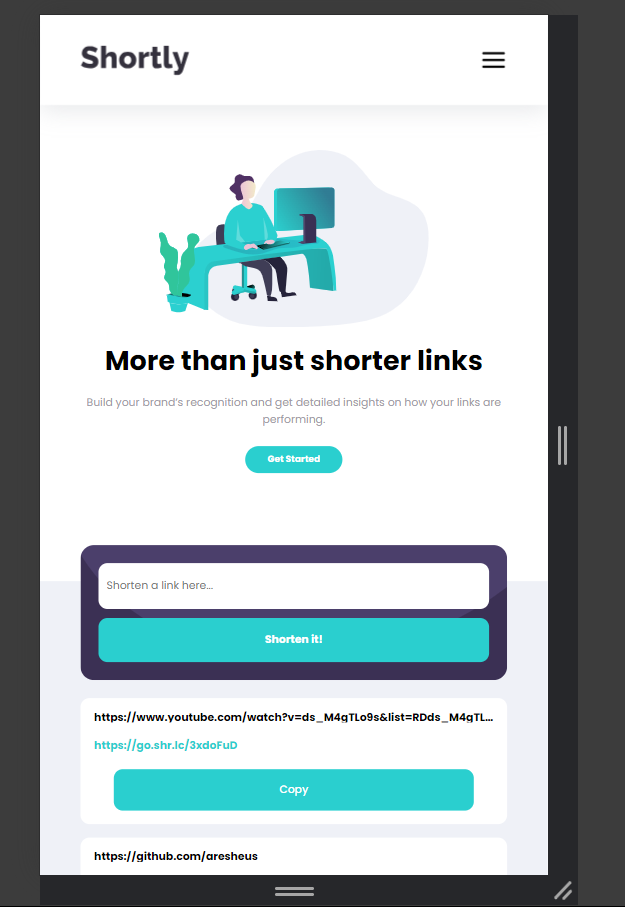 Shortly
More than just shorter links
Build your brand's recognition and get detailed insights on how your links are
performing.
Get Started
Shorten a link here...
Shorten it!
https://www.youtube.com/watch?v=ds_M4gTLo9s&list=RDds_M4gTL...
https://go.shr.lc/3xdoFuD
Copy
https://github.com/aresheus